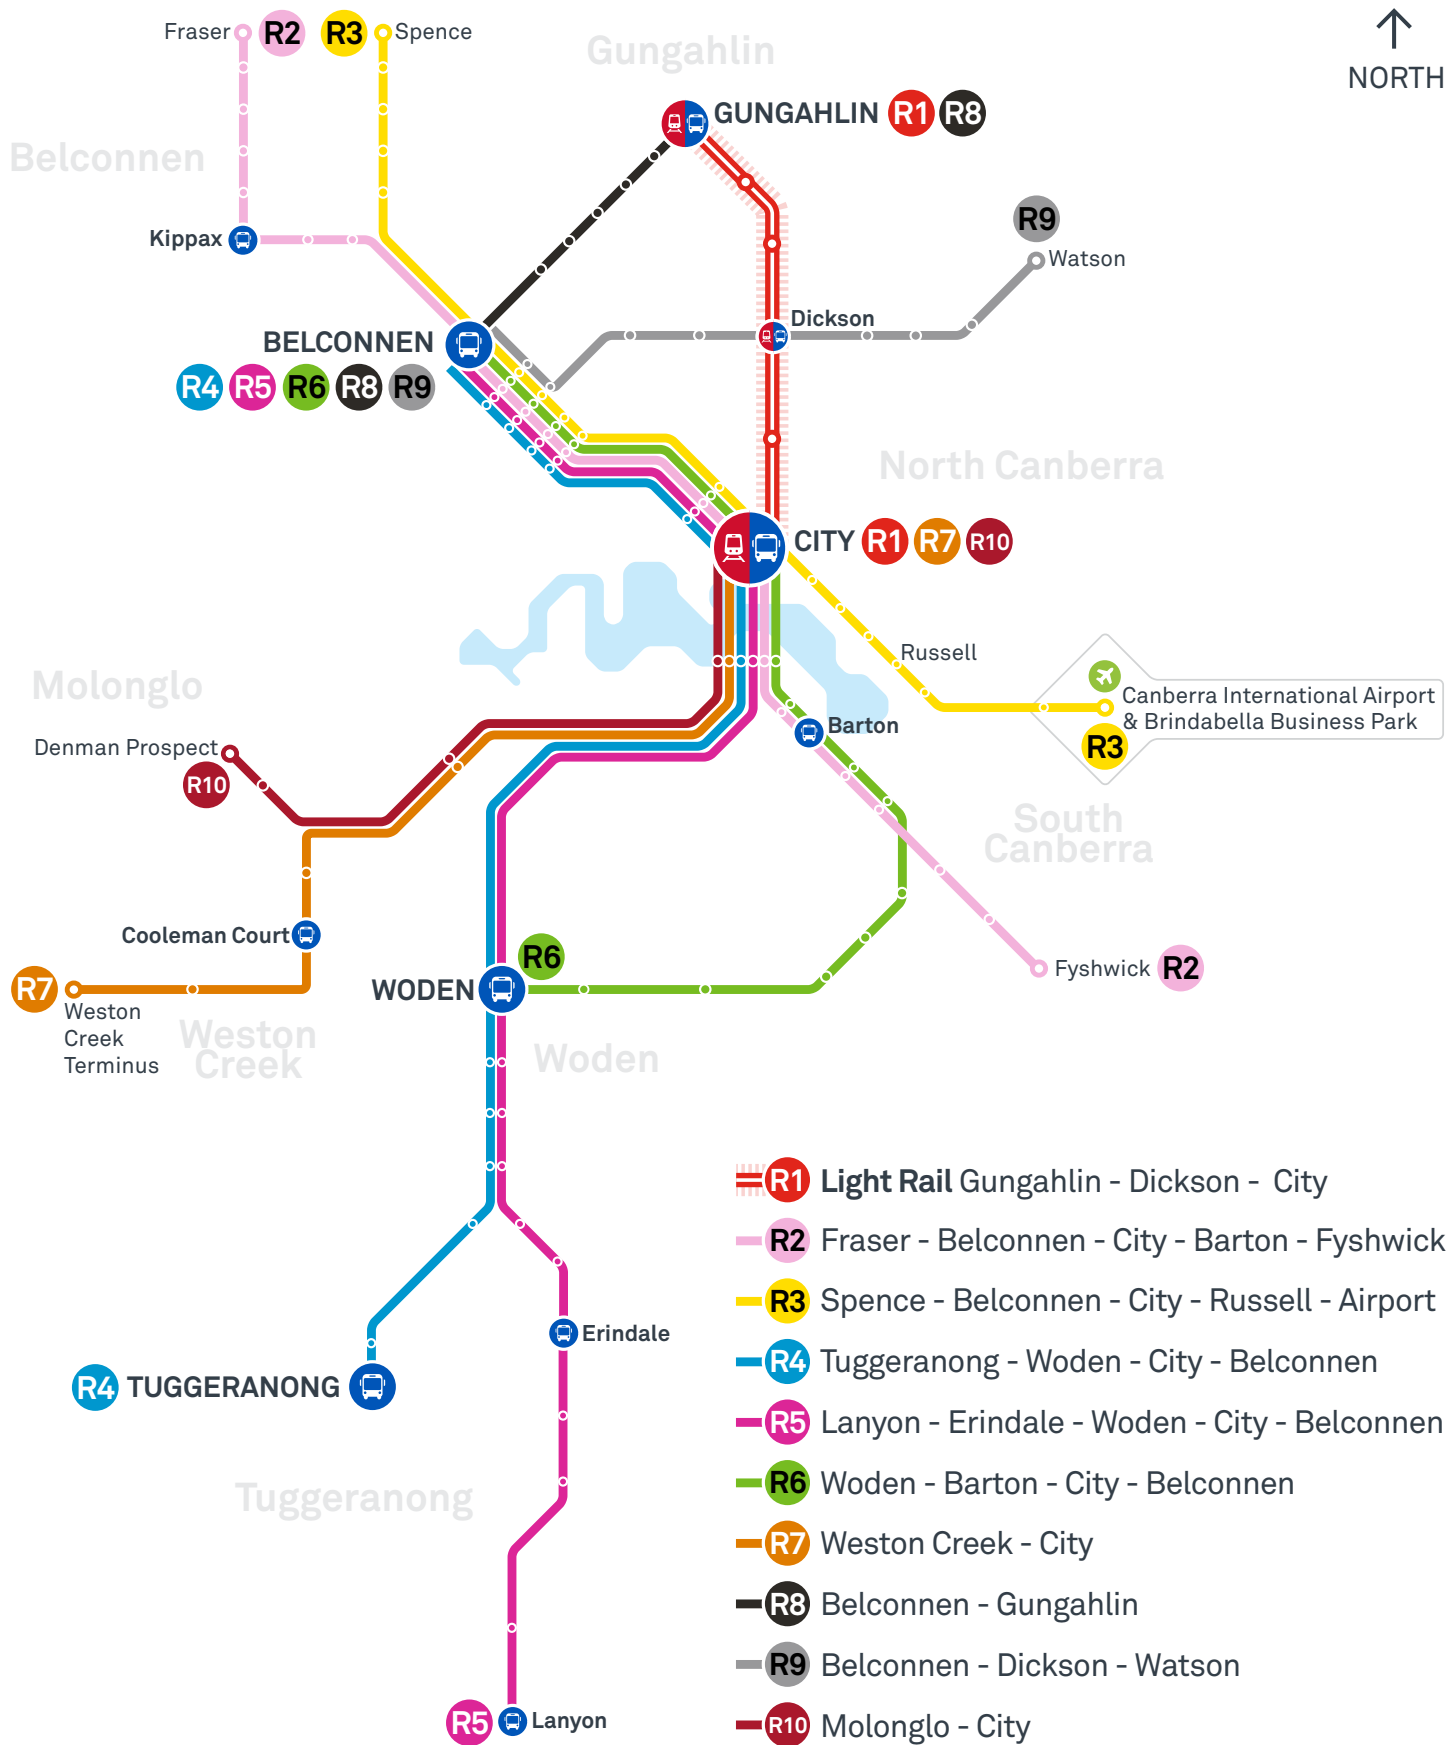 Fraser R2 R3 Spence
Gungahlin
NORTH
GUNGAHLIN R1 R8
Belconnen
R9
Kippax
Watson
Dickson
BELCONNEN
R4 R5 R6 R8 R9
North Canberra
CITY R1 R7 R10
Russell
Molonglo
Canberra International Airport
& Brindabella Business Park
R3
Barton
Denman Prospect
R10
South
Canberra
Cooleman Court
R6
Fyshwick R2
R7
WODEN
Weston
Creek
Terminus
Weston
Creek
Woden
R1 Light Rail Gungahlin - Dickson - City
R2 Fraser - Belconnen - City - Barton - Fyshwick
R3 Spence - Belconnen - City - Russell - Airport
Erindale
R4 Tuggeranong - Woden - City - Belconnen
R4 TUGGERANONG
R5 Lanyon - Erindale - Woden - City - Belconnen
R6 Woden - Barton - City - Belconnen
Tuggeranong
R7 Weston Creek - City
R8 Belconnen - Gungahlin
R9 Belconnen - Dickson - Watson
R5 Lanyon
R10 Molonglo - City